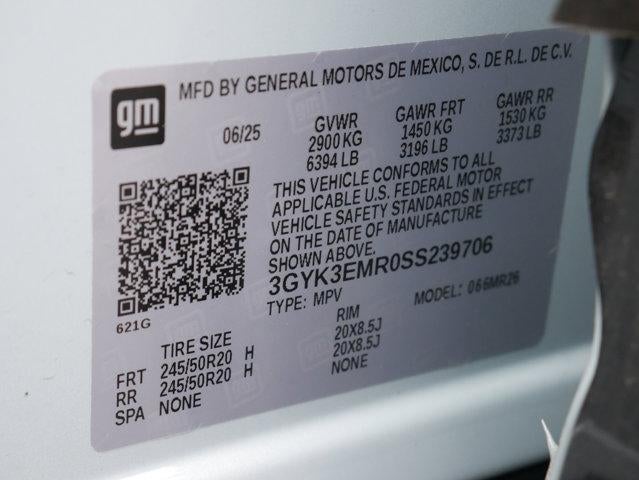 gm
MFD BY GENERAL MOTORS DE MEXICO, S. DE R.L. DE C.V.
06/25 GVWR GAWR FRT GAWR RR
2900 KG 1450 KG 1530 KG
6394 LB 3196 LB 3373 LB
THIS VEHICLE CONFORMS TO ALL
APPLICABLE U.S. FEDERAL MOTOR
VEHICLE SAFETY STANDARDS IN EFFECT
ON THE DATE OF MANUFACTURE
SHOWN ABOVE.
3GYK3EMR0SS239706
TYPE: MPV MODEL: 066MR26
621G
TIRE SIZE RIM
FRT 245/50R20 H 20X8.5J
RR 245/50R20 H 20X8.5J
SPA NONE NONE